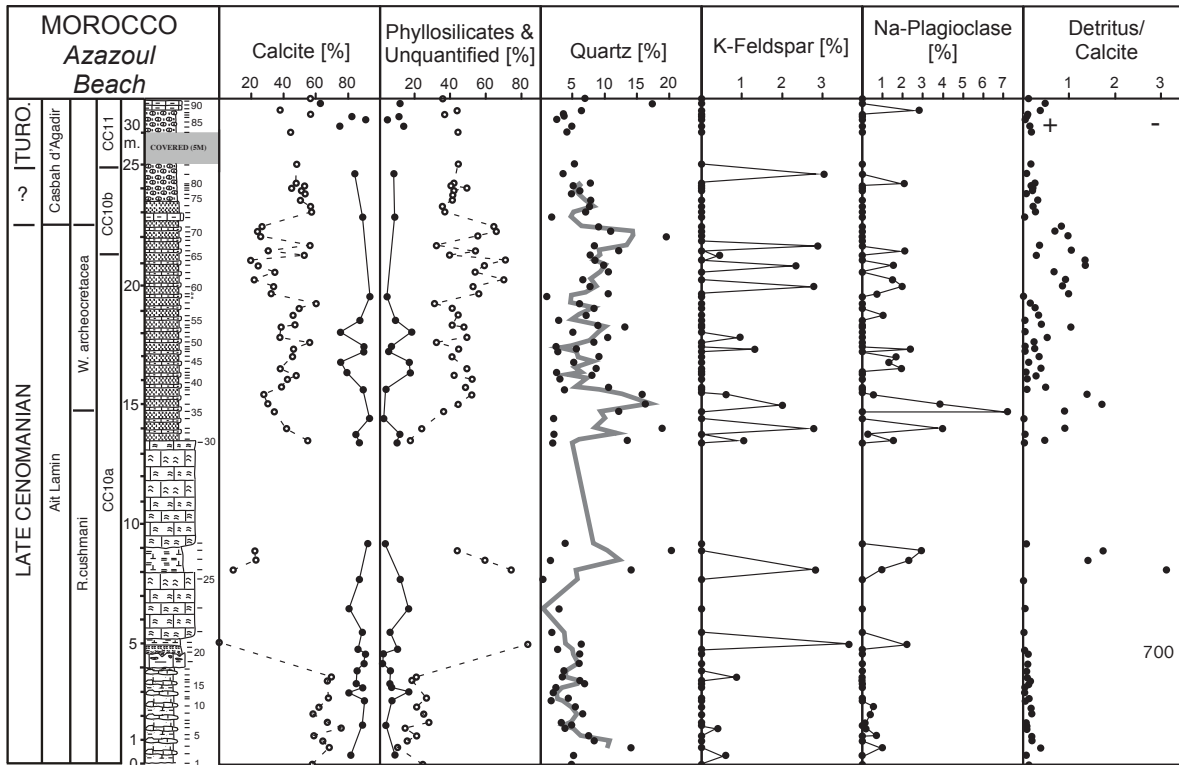 MOROCCO
Azazoul
Beach
Calcite [%]
20 40 60 80
Phyllosilicates &
Unquantified [%]
20 40 60 80
Quartz [%]
5 10 15 20
K-Feldspar [%]
1 2 3
Na-Plagioclase
[%]
1 2 3 4 5 6 7
Detritus/
Calcite
1 2 3
+ -
700
TURO.
?
LATE CENOMANIAN
Casbah d'Agadir
Ait Lamin
W. archeocretacea
R.cushmani
CC11
CC10b
CC10a
30
m.
25
20
15
10
5
1
0
COVERED (5M)
90
85
80
75
70
65
60
55
50
45
40
35
30
25
20
15
10
5
1